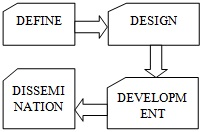 DEFINE
DESIGN
DISSEMI
NATION
DEVELOPM
ENT